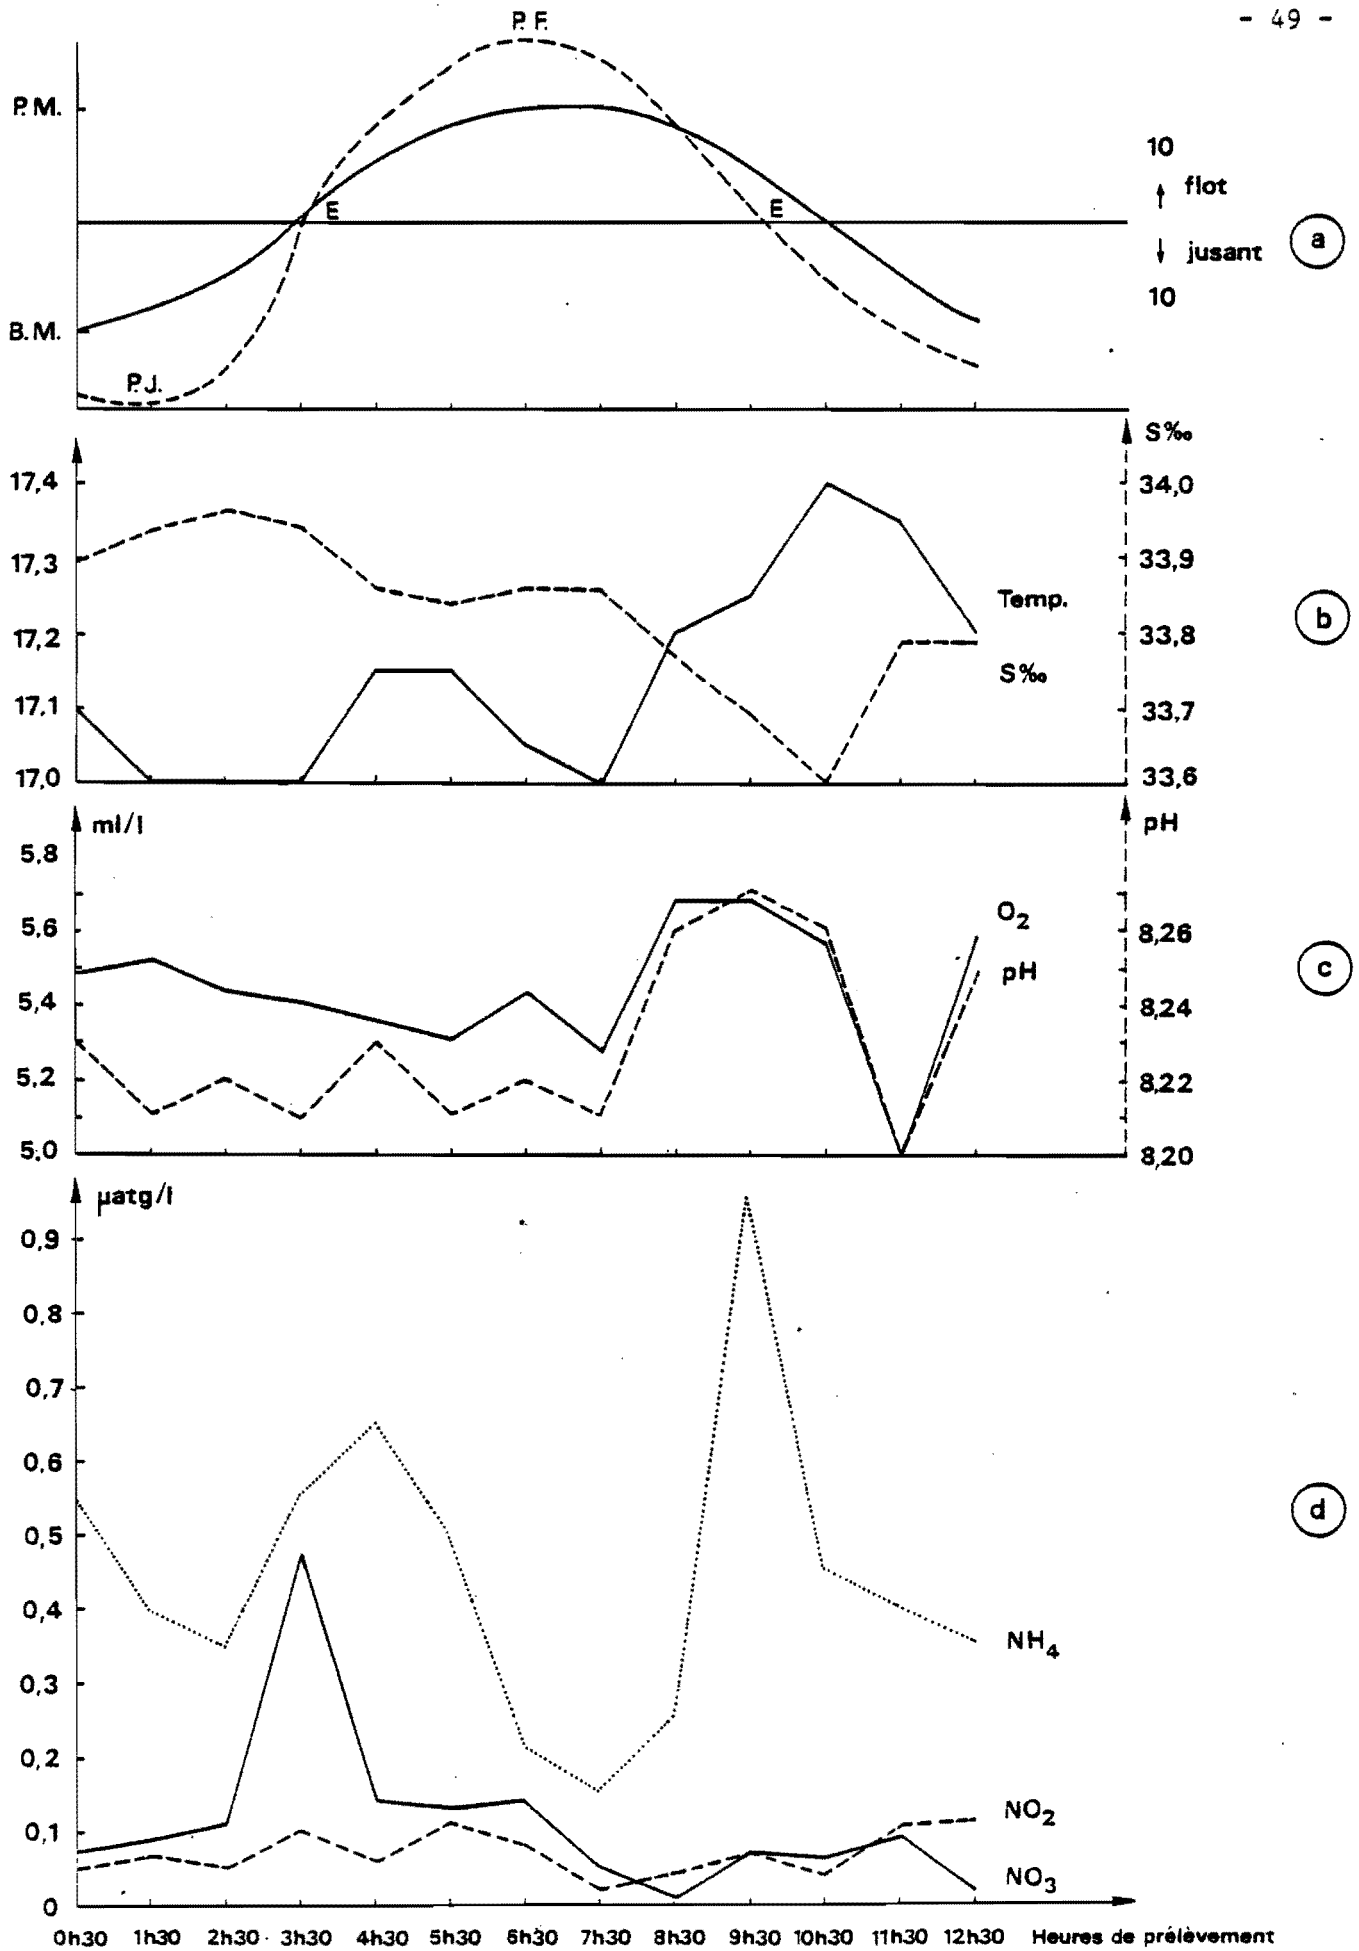 - 49 -
P.F.
P.M.
10
↑ flot
E
E
a
↓ jusant
10
B.M.
P.J.
S‰
17,4
34,0
17,3
33,9
Temp.
b
17,2
33,8
S‰
17,1
33,7
17,0
33,6
ml/l
pH
5,8
O2
5,6
8,26
pH
c
5,4
8,24
5,2
8,22
5,0
8,20
µatg/l
0,9
0,8
0,7
0,6
0,5
d
0,4
NH4
0,3
0,2
NO2
0,1
NO3
0
0h30 1h30 2h30 3h30 4h30 5h30 6h30 7h30 8h30 9h30 10h30 11h30 12h30 Heures de prélèvement